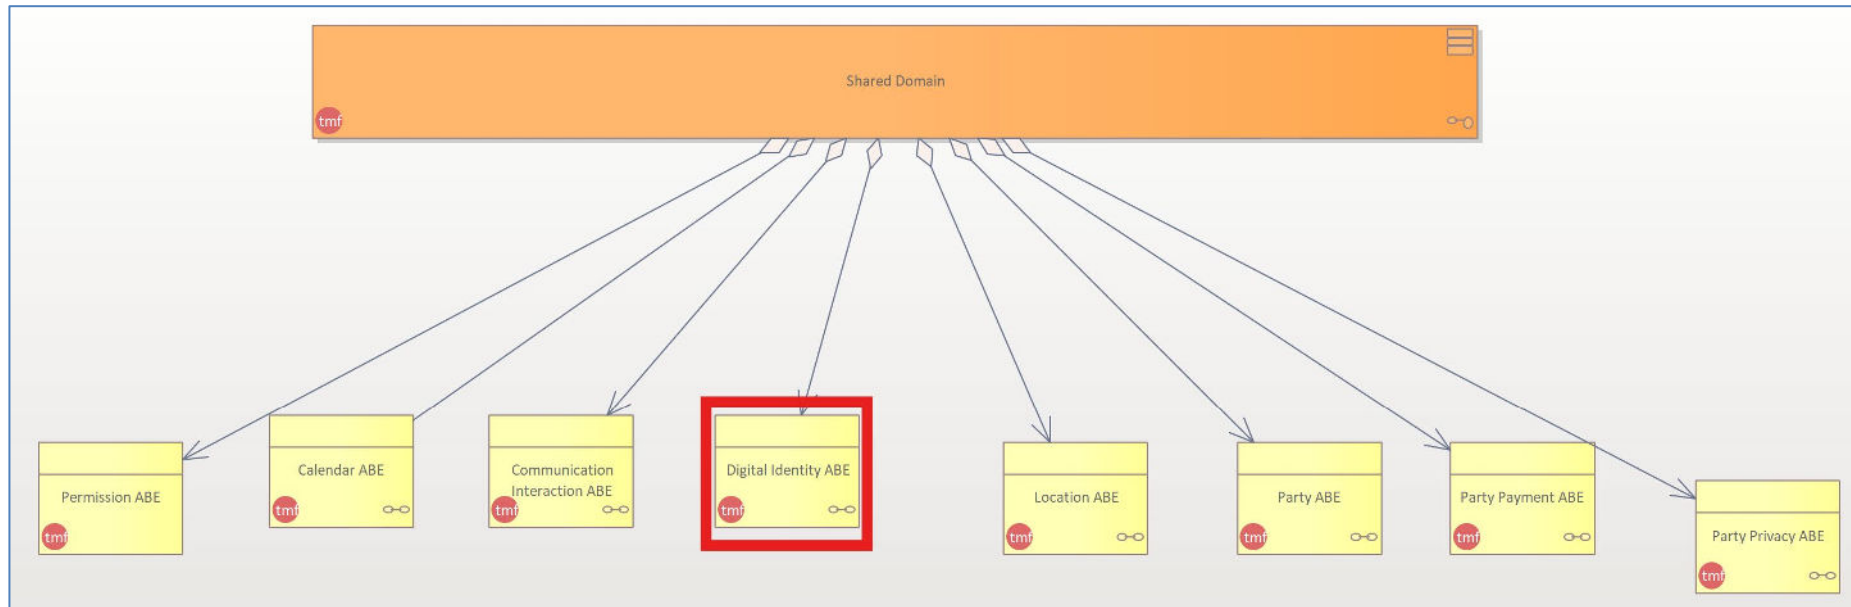 Shared Domain
tmf
Permission ABE
tmf
Calendar ABE
tmf
Communication
Interaction ABE
tmf
Digital Identity ABE
tmf
Location ABE
tmf
Party ABE
tmf
Party Payment ABE
tmf
Party Privacy ABE
tmf